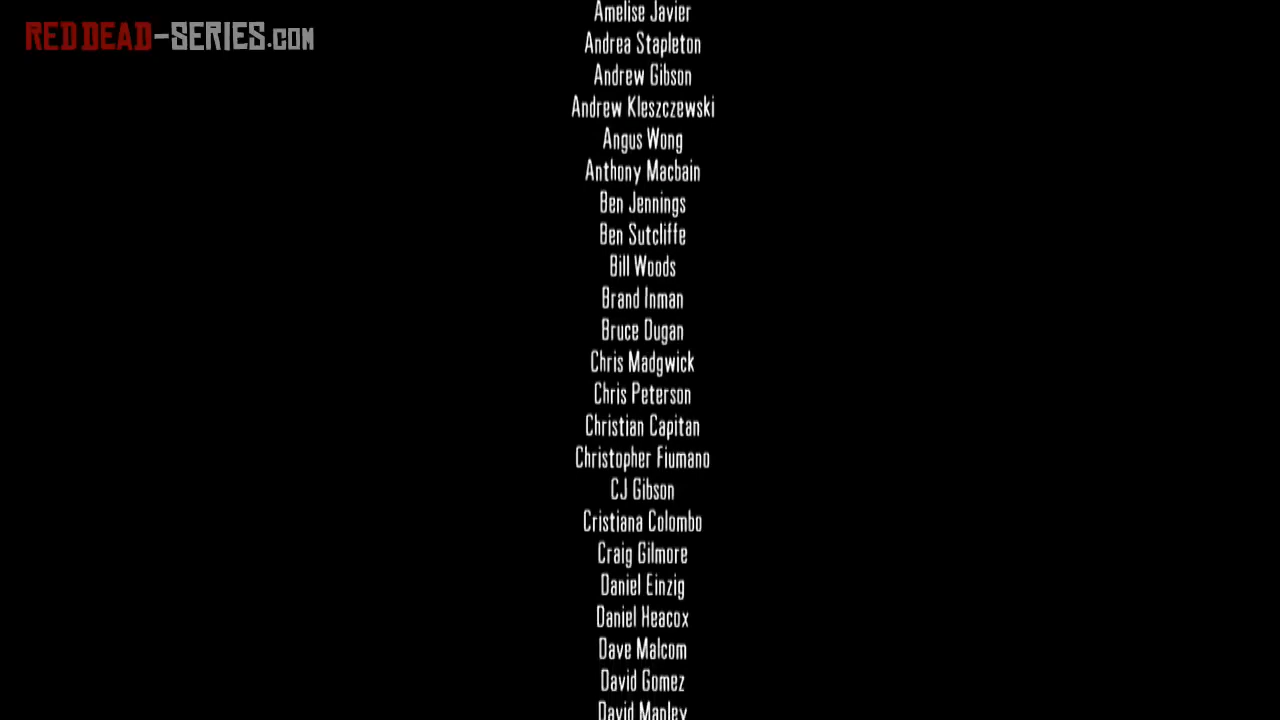 Amelise Javier
RED DEAD-SERIES.COM
Andrea Stapleton
Andrew Gibson
Andrew Kleszczewski
Angus Wong
Anthony Macbain
Ben Jennings
Ben Sutcliffe
Bill Woods
Brand Inman
Bruce Dugan
Chris Madgwick
Chris Peterson
Christian Capitan
Christopher Fiumano
CJ Gibson
Cristiana Colombo
Craig Gilmore
Daniel Einzig
Daniel Heacox
Dave Malcom
David Gomez
David Manley